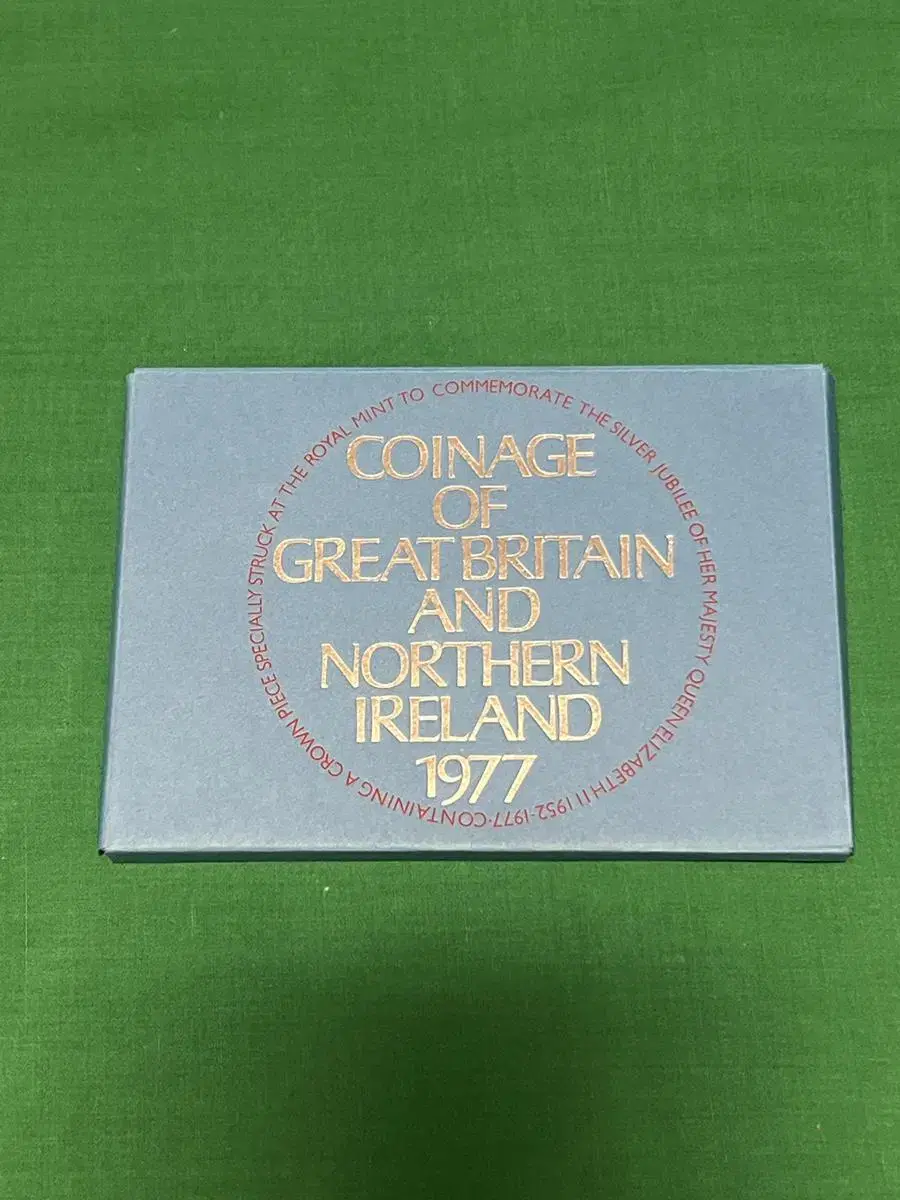 COINAGE
OF
GREAT BRITAIN
AND
NORTHERN
IRELAND
1977
CONTAINING A CROWN PIECE SPECIALLY STRUCK AT THE ROYAL MINT TO COMMEMORATE THE SILVER JUBILEE OF HER MAJESTY QUEEN ELIZABETH II 1952-1977·